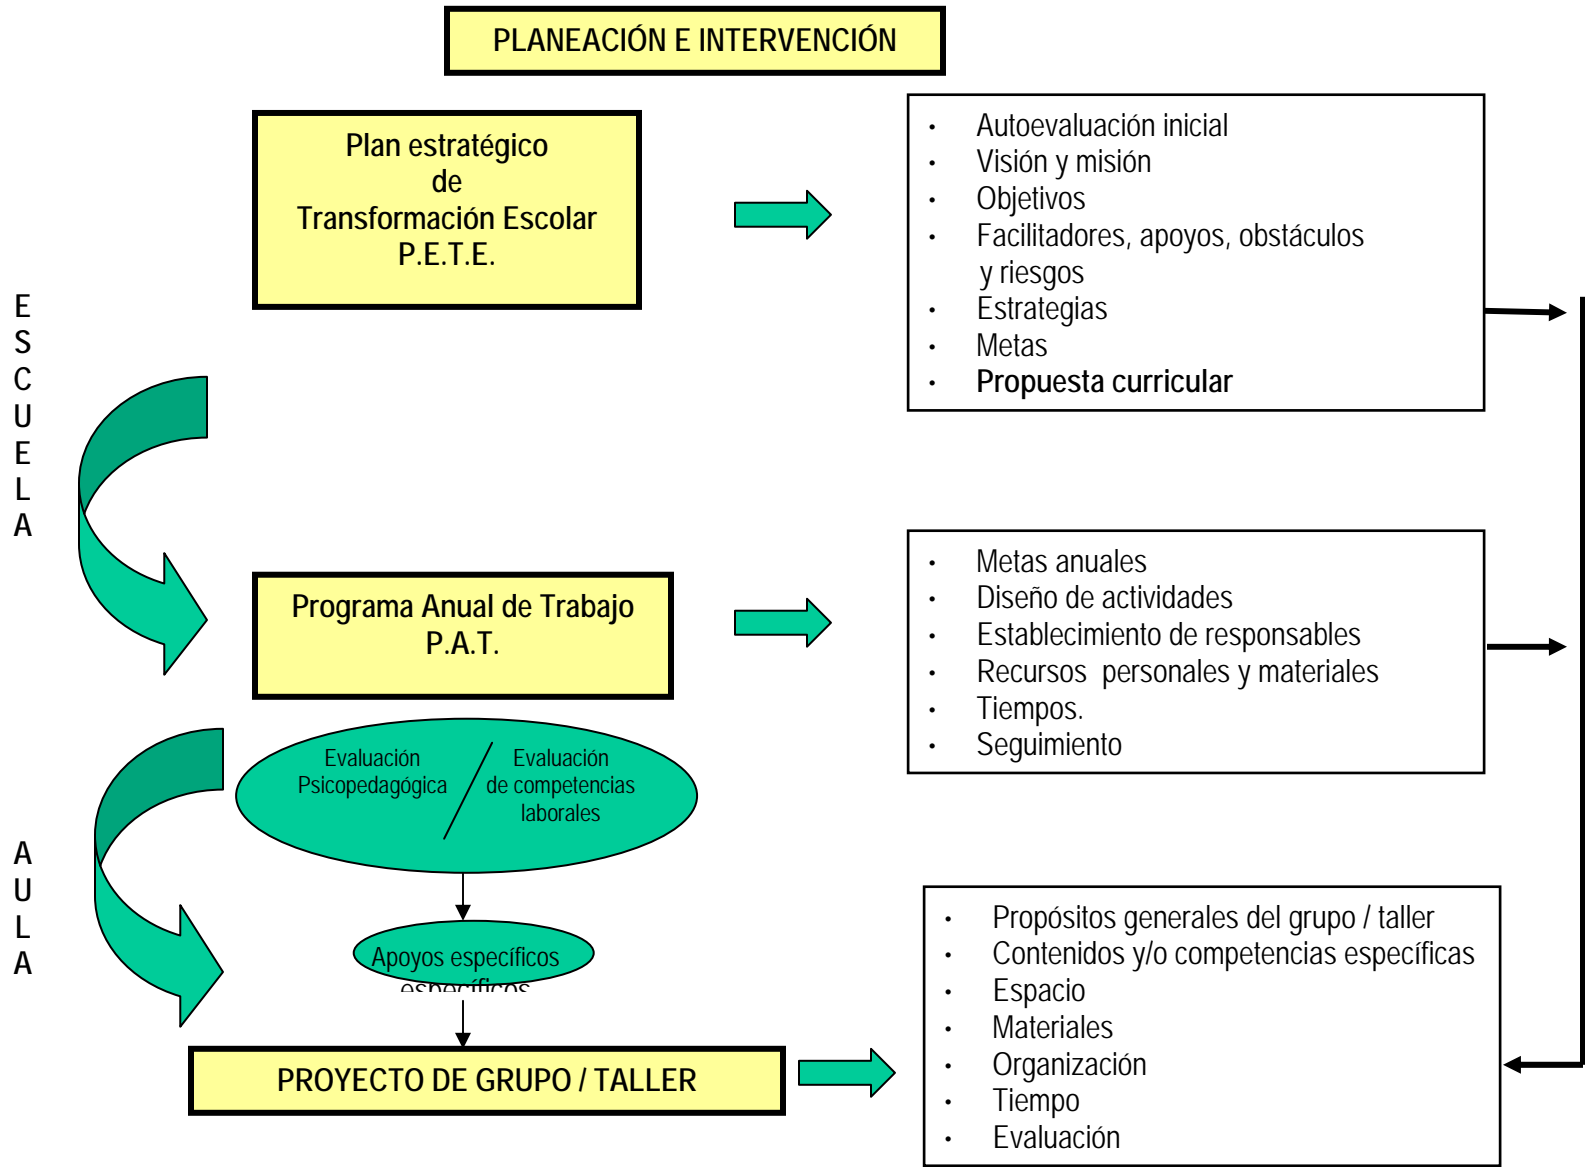 PLANEACIÓN E INTERVENCIÓN
Plan estratégico
de
Transformación Escolar
P.E.T.E.
• Autoevaluación inicial
• Visión y misión
• Objetivos
• Facilitadores, apoyos, obstáculos
y riesgos
• Estrategias
• Metas
• Propuesta curricular
E
S
C
U
E
L
A
Programa Anual de Trabajo
P.A.T.
• Metas anuales
• Diseño de actividades
• Establecimiento de responsables
• Recursos personales y materiales
• Tiempos.
• Seguimiento
Evaluación
Psicopedagógica
/
Evaluación
de competencias
laborales
A
U
L
A
Apoyos específicos
específicos
PROYECTO DE GRUPO / TALLER
• Propósitos generales del grupo / taller
• Contenidos y/o competencias específicas
• Espacio
• Materiales
• Organización
• Tiempo
• Evaluación